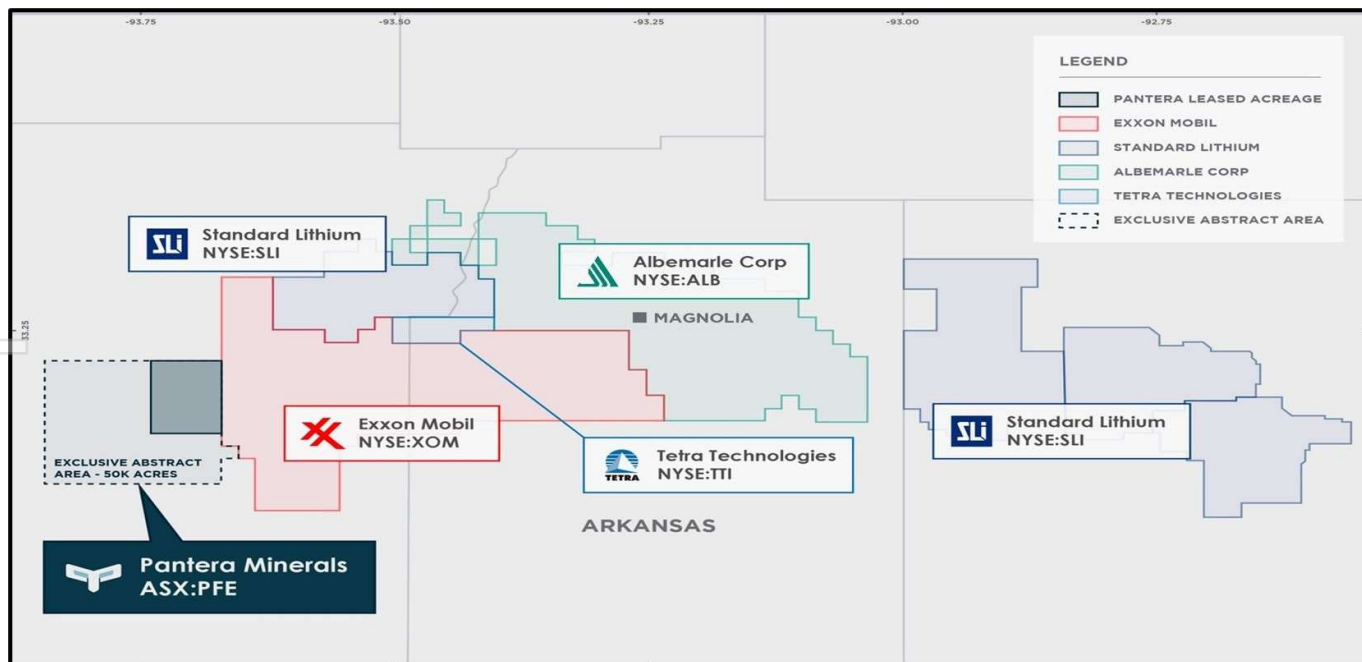 -93.75
-93.50
-93.25
-93.00
-92.75
LEGEND
PANTERA LEASED ACREAGE
EXXON MOBIL
STANDARD LITHIUM
ALBEMARLE CORP
TETRA TECHNOLOGIES
EXCLUSIVE ABSTRACT AREA
SLi
Standard Lithium
NYSE:SLI
Albemarle Corp
NYSE:ALB
MAGNOLIA
33.25
Exxon Mobil
NYSE:XOM
SLi
Standard Lithium
NYSE:SLI
TETRA
Tetra Technologies
NYSE:TTI
EXCLUSIVE ABSTRACT
AREA - 50K ACRES
ARKANSAS
Pantera Minerals
ASX:PFE